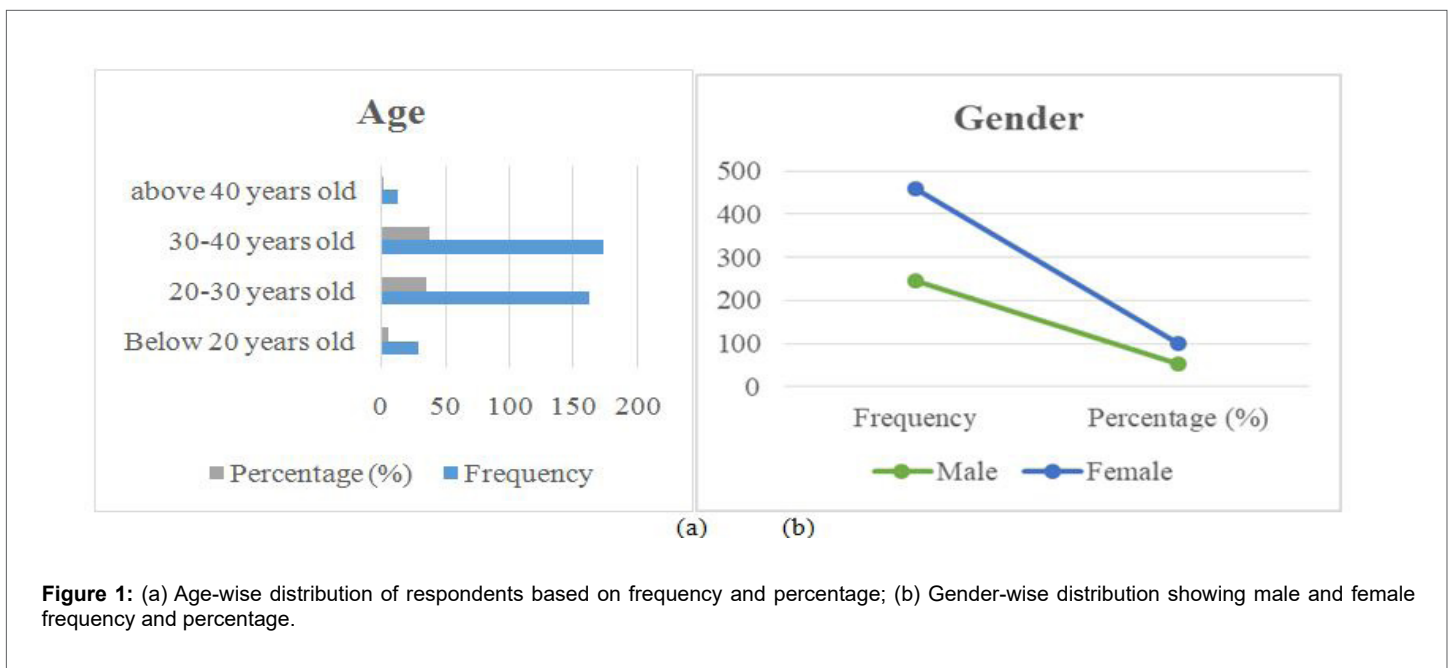 Age
above 40 years old
30-40 years old
20-30 years old
Below 20 years old
0 50 100 150 200
Percentage (%) Frequency
Gender
500
400
300
200
100
0
Frequency Percentage (%)
Male Female
(a) (b)
Figure 1: (a) Age-wise distribution of respondents based on frequency and percentage; (b) Gender-wise distribution showing male and female
frequency and percentage.